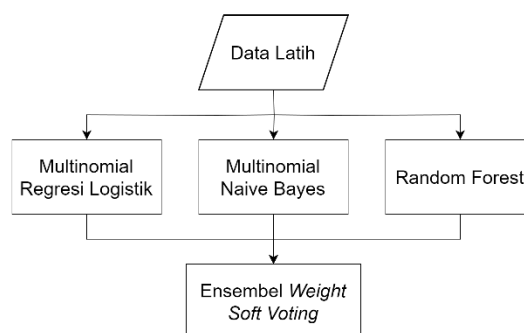 Data Latih
Multinomial
Regresi Logistik
Multinomial
Naive Bayes
Random Forest
Ensembel Weight
Soft Voting